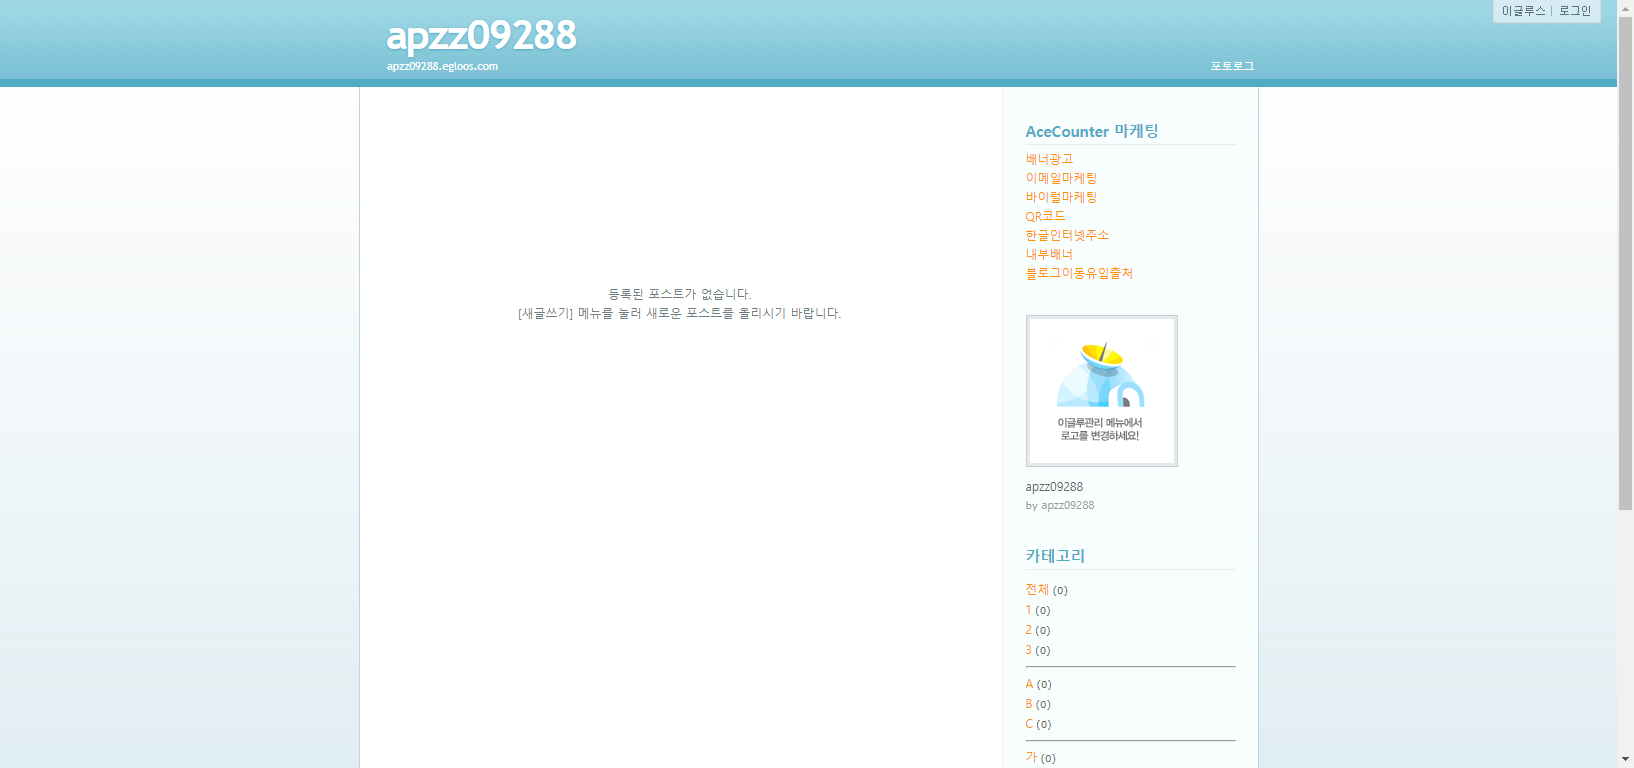 이글루스 | 로그인
apzz09288
apzz09288.egloos.com
포토로그
등록된 포스트가 없습니다.
[새글쓰기] 메뉴를 눌러 새로운 포스트를 올리시기 바랍니다.
AceCounter 마케팅
배너광고
이메일마케팅
바이럴마케팅
QR코드
한글인터넷주소
내부배너
블로그이동유입출처
이글루관리 메뉴에서
로고를 변경하세요!
apzz09288
by apzz09288
카테고리
전체 (0)
1 (0)
2 (0)
3 (0)
A (0)
B (0)
C (0)
가 (0)